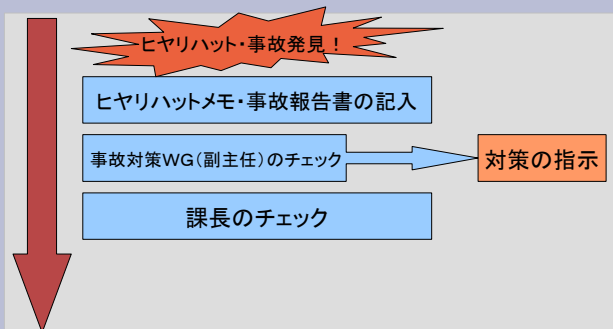 ヒヤリハット・事故発見！
ヒヤリハットメモ・事故報告書の記入
事故対策WG(副主任)のチェック
対策の指示
課長のチェック